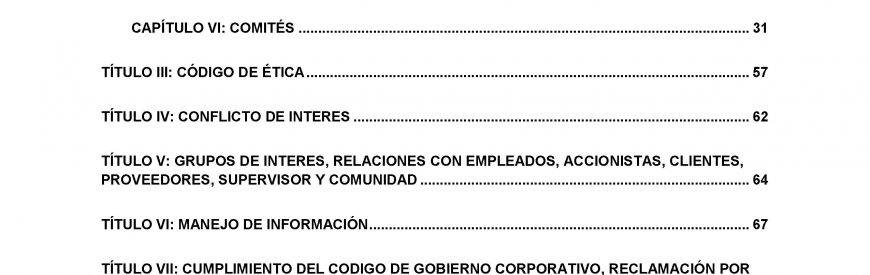 CAPÍTULO VI: COMITÉS ........................................................................................................... 31
TÍTULO III: CÓDIGO DE ÉTICA.......................................................................................................... 57
TÍTULO IV: CONFLICTO DE INTERES .............................................................................................. 62
TÍTULO V: GRUPOS DE INTERES, RELACIONES CON EMPLEADOS, ACCIONISTAS, CLIENTES,
PROVEEDORES, SUPERVISOR Y COMUNIDAD .............................................................................. 64
TÍTULO VI: MANEJO DE INFORMACIÓN.......................................................................................... 67
TÍTULO VII: CUMPLIMIENTO DEL CODIGO DE GOBIERNO CORPORATIVO, RECLAMACIÓN POR